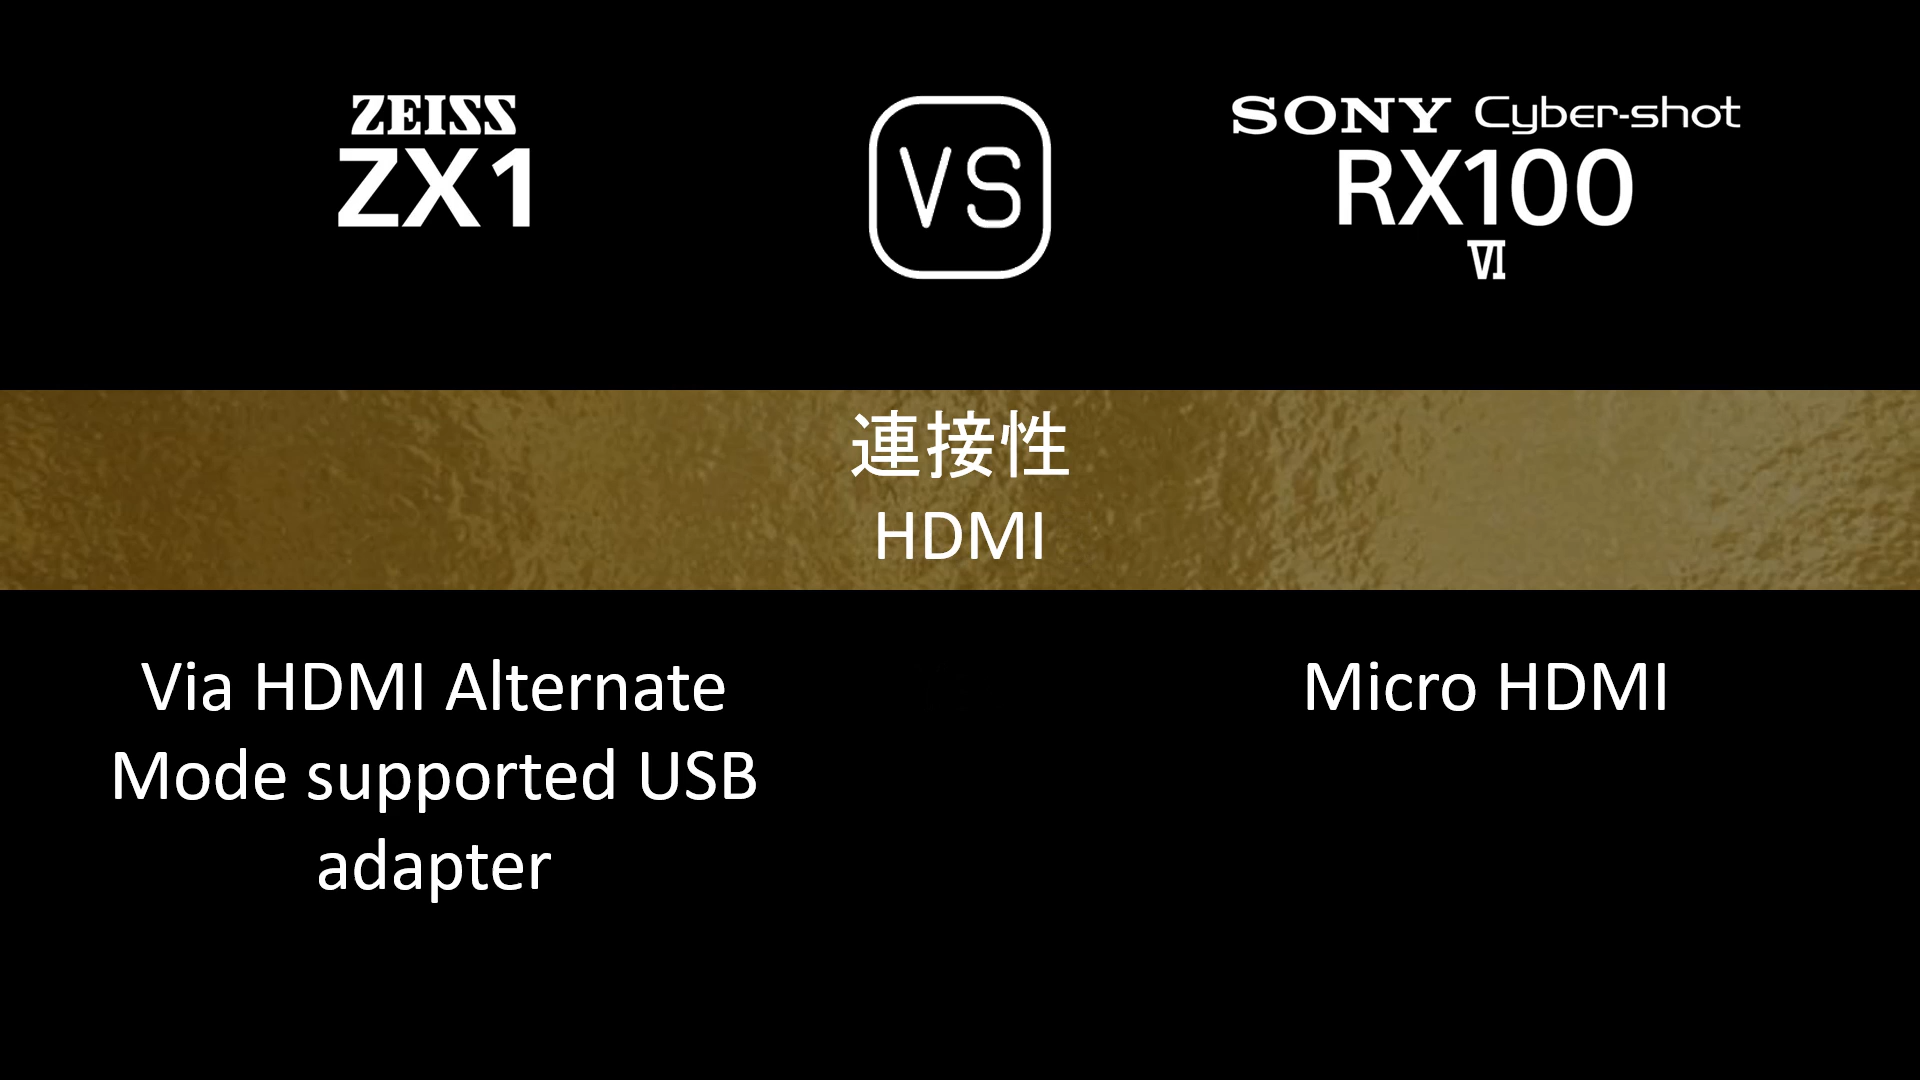 ZEISS
ZX1
VS
SONY Cyber-shot
RX100
VI
連接性
HDMI
Via HDMI Alternate
Mode supported USB
adapter
Micro HDMI